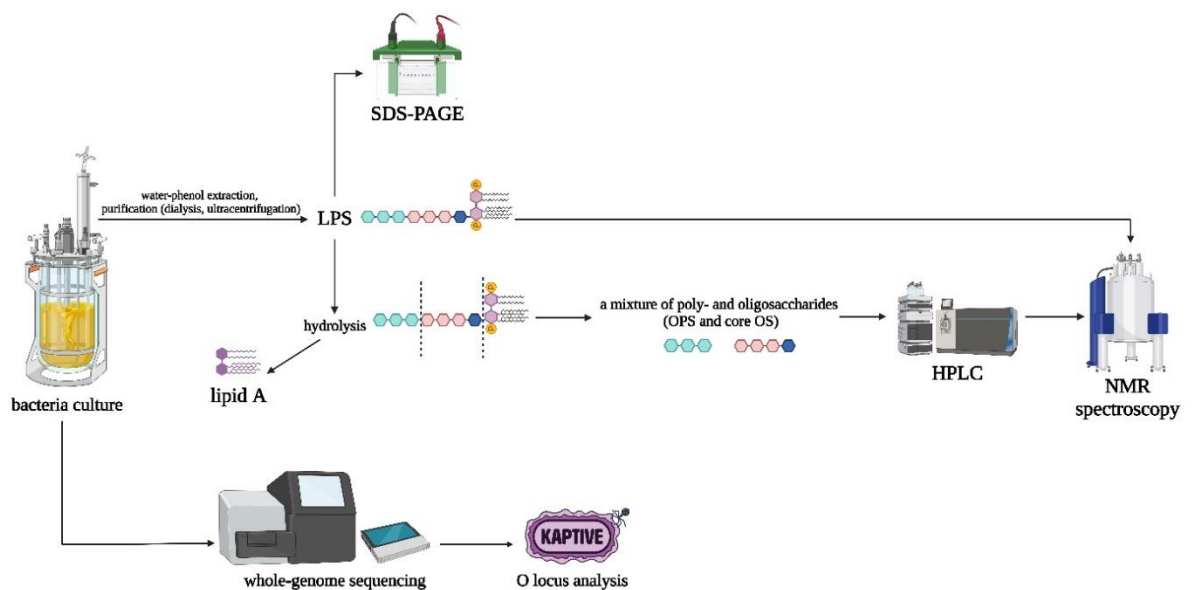 SDS-PAGE
water-phenol extraction,
purification (dialysis, ultracentrifugation)
LPS
hydrolysis
a mixture of poly- and oligosaccharides
(OPS and core OS)
HPLC
NMR
spectroscopy
lipid A
bacteria culture
KAPTIVE
whole-genome sequencing
O locus analysis